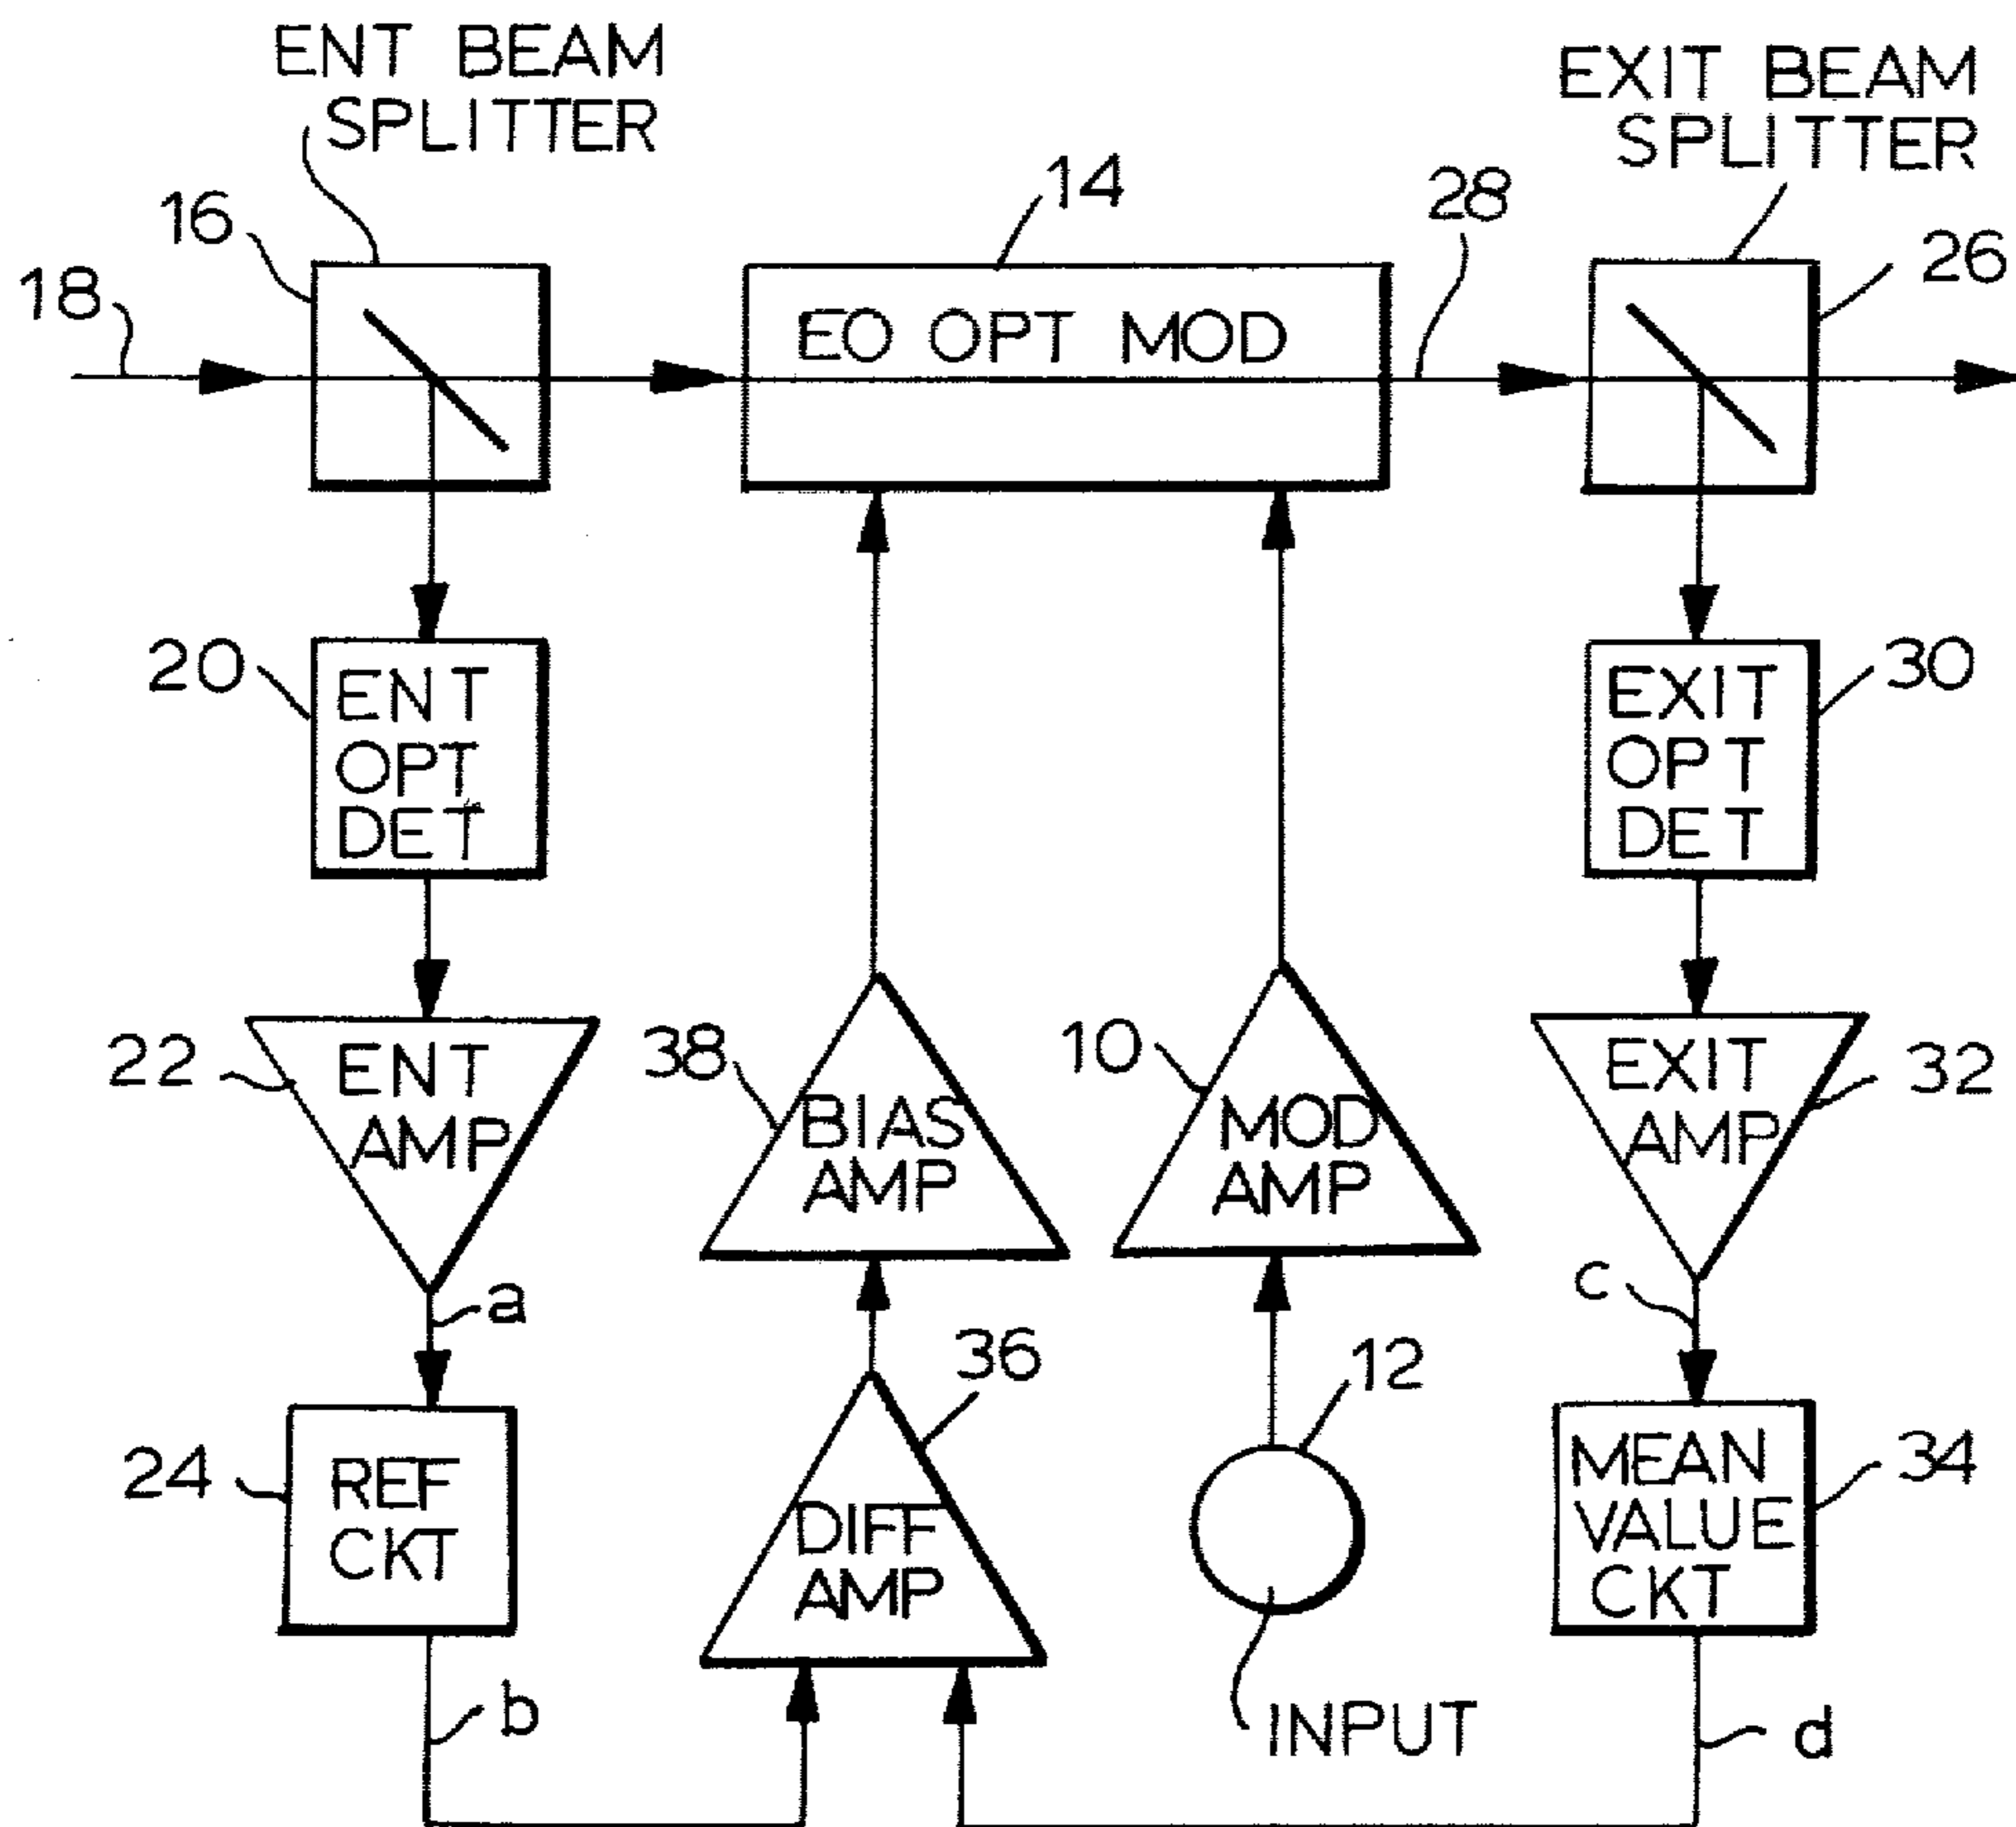 ENT BEAM
SPLITTER
EXIT BEAM
SPLITTER
16
14
28
26
18
EO OPT MOD
20
ENT
OPT
DET
EXIT
OPT
DET
30
22
ENT
AMP
38
BIAS
AMP
10
MOD
AMP
EXIT
AMP
32
a
c
36
12
24
REF
CKT
DIFF
AMP
MEAN
VALUE
CKT
34
b
INPUT
d